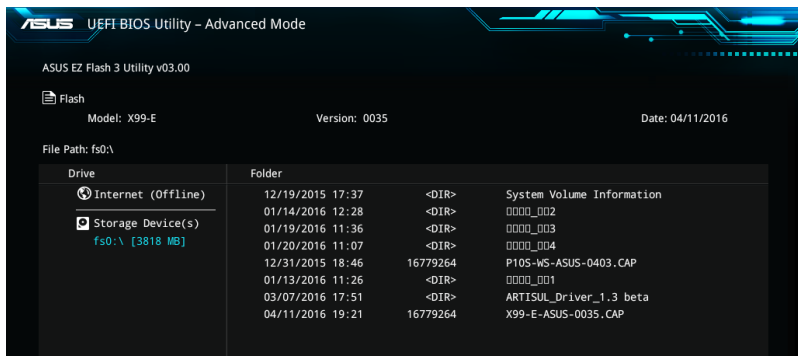 ASUS UEFI BIOS Utility – Advanced Mode
ASUS EZ Flash 3 Utility v03.00
Flash
Model: X99-E Version: 0035 Date: 04/11/2016
File Path: fs0:\
Drive Folder
Internet (Offline) 12/19/2015 17:37 <DIR> System Volume Information
01/14/2016 12:28 <DIR> □□□□_□□2
Storage Device(s) 01/19/2016 11:36 <DIR> □□□□_□□3
fs0:\ [3818 MB] 01/20/2016 11:07 <DIR> □□□□_□□4
12/31/2015 18:46 16779264 P10S-WS-ASUS-0403.CAP
01/13/2016 11:26 <DIR> □□□□_□□1
03/07/2016 17:51 <DIR> ARTISUL_Driver_1.3 beta
04/11/2016 19:21 16779264 X99-E-ASUS-0035.CAP